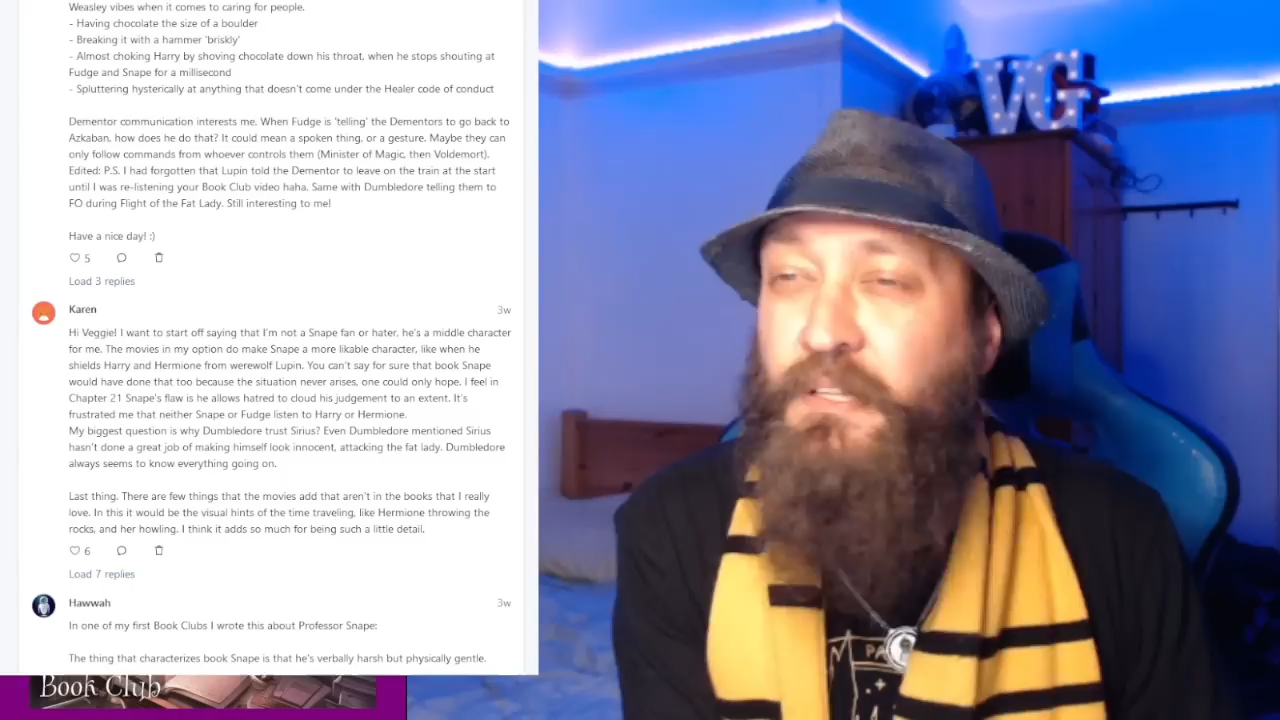 Weasley vibes when it comes to caring for people.
- Having chocolate the size of a boulder
- Breaking it with a hammer 'briskly'
- Almost choking Harry by shoving chocolate down his throat, when he stops shouting at
Fudge and Snape for a millisecond
- Spluttering hysterically at anything that doesn't come under the Healer code of conduct
Dementor communication interests me. When Fudge is 'telling' the Dementors to go back to
Azkaban, how does he do that? It could mean a spoken thing, or a gesture. Maybe they can
only follow commands from whoever controls them (Minister of Magic, then Voldemort).
Edited: P.S. I had forgotten that Lupin told the Dementor to leave on the train at the start
until I was re-listening your Book Club video haha. Same with Dumbledore telling them to
FO during Flight of the Fat Lady. Still interesting to me!
Have a nice day! :)
5
Load 3 replies
Karen 3w
Hi Veggie! I want to start off saying that I'm not a Snape fan or hater, he's a middle character
for me. The movies in my option do make Snape a more likable character, like when he
shields Harry and Hermione from werewolf Lupin. You can't say for sure that book Snape
would have done that too because the situation never arises, one could only hope. I feel in
Chapter 21 Snape's flaw is he allows hatred to cloud his judgement to an extent. It's
frustrated me that neither Snape or Fudge listen to Harry or Hermione.
My biggest question is why Dumbledore trust Sirius? Even Dumbledore mentioned Sirius
hasn't done a great job of making himself look innocent, attacking the fat lady. Dumbledore
always seems to know everything going on.
Last thing. There are few things that the movies add that aren't in the books that I really
love. In this it would be the visual hints of the time traveling, like Hermione throwing the
rocks, and her howling. I think it adds so much for being such a little detail.
6
Load 7 replies
Hawwah 3w
In one of my first Book Clubs I wrote this about Professor Snape:
The thing that characterizes book Snape is that he's verbally harsh but physically gentle.
Book Club
VG
PA